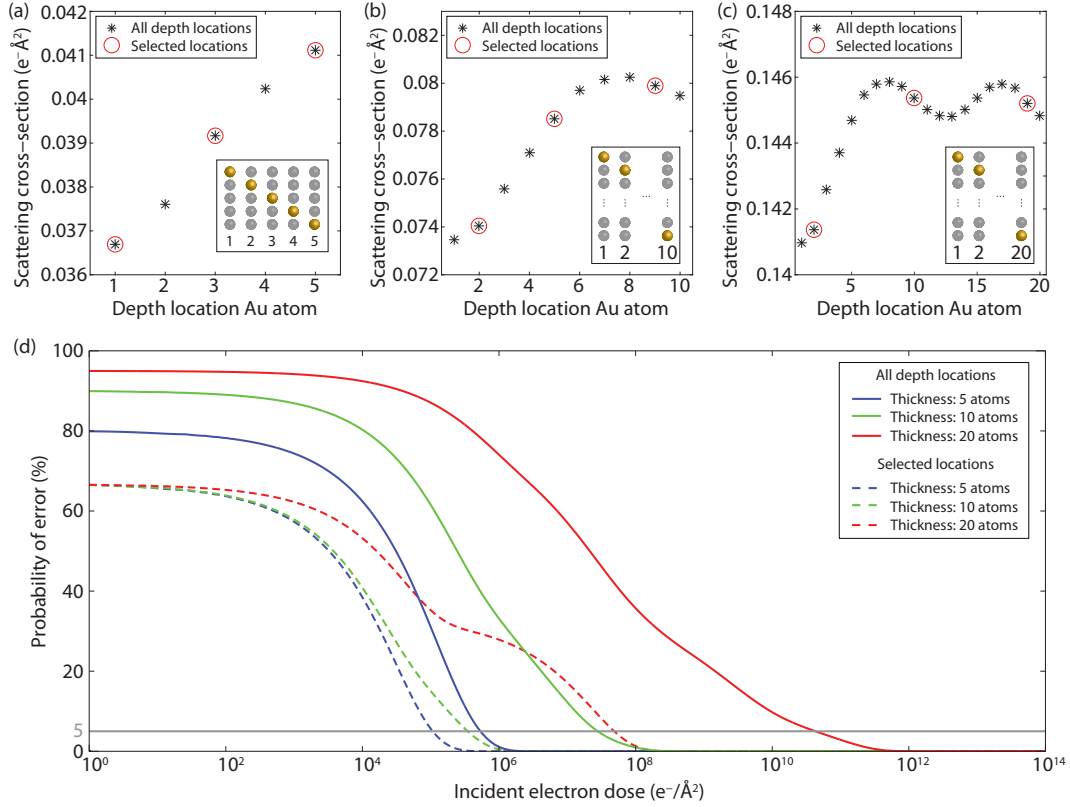 (a)
0.042
0.041
0.04
0.039
0.038
0.037
0.036
Scattering cross−section (e⁻Å²)
All depth locations
Selected locations
1 2 3 4 5
1 2 3 4 5
Depth location Au atom
(b)
0.082
0.08
0.078
0.076
0.074
0.072
Scattering cross−section (e⁻Å²)
All depth locations
Selected locations
... 
1 2 10
2 4 6 8 10
Depth location Au atom
(c)
0.148
0.146
0.144
0.142
0.14
Scattering cross−section (e⁻Å²)
All depth locations
Selected locations
...
1 2 20
5 10 15 20
Depth location Au atom
(d)
100
80
60
40
20
5
0
Probability of error (%)
All depth locations
Thickness: 5 atoms
Thickness: 10 atoms
Thickness: 20 atoms
Selected locations
Thickness: 5 atoms
Thickness: 10 atoms
Thickness: 20 atoms
10⁰ 10² 10⁴ 10⁶ 10⁸ 10¹⁰ 10¹² 10¹⁴
Incident electron dose (e⁻/Å²)